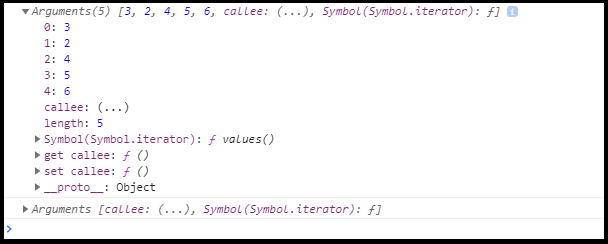 ▼Arguments(5) [3, 2, 4, 5, 6, callee: (...), Symbol(Symbol.iterator): ƒ] i
0: 3
1: 2
2: 4
3: 5
4: 6
callee: (...)
length: 5
▶Symbol(Symbol.iterator): ƒ values()
▶get callee: ƒ ()
▶set callee: ƒ ()
▶__proto__: Object
▶Arguments [callee: (...), Symbol(Symbol.iterator): ƒ]
>